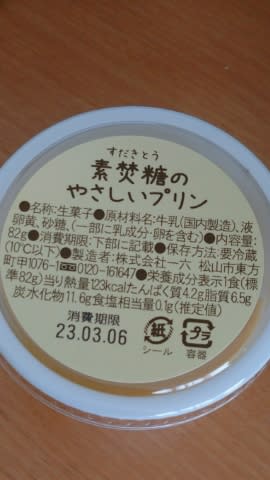 すだきとう
素焚糖の
やさしいプリン
●名称:生菓子●原材料名:牛乳(国内製造)、液
卵黄、砂糖、(一部に乳成分・卵を含む)●内容量:
82g●消費期限:下部に記載●保存方法:要冷蔵
(10℃以下)●製造者:株式会社一六 松山市東方
町甲1076-1 0120-161647●栄養成分表示1食(標
準82g)当り熱量123kcalたんぱく質4.2g脂質6.5g
炭水化物11.6g食塩相当量0.1g(推定値)
消費期限
23.03.06
紙
シール
プラ
容器